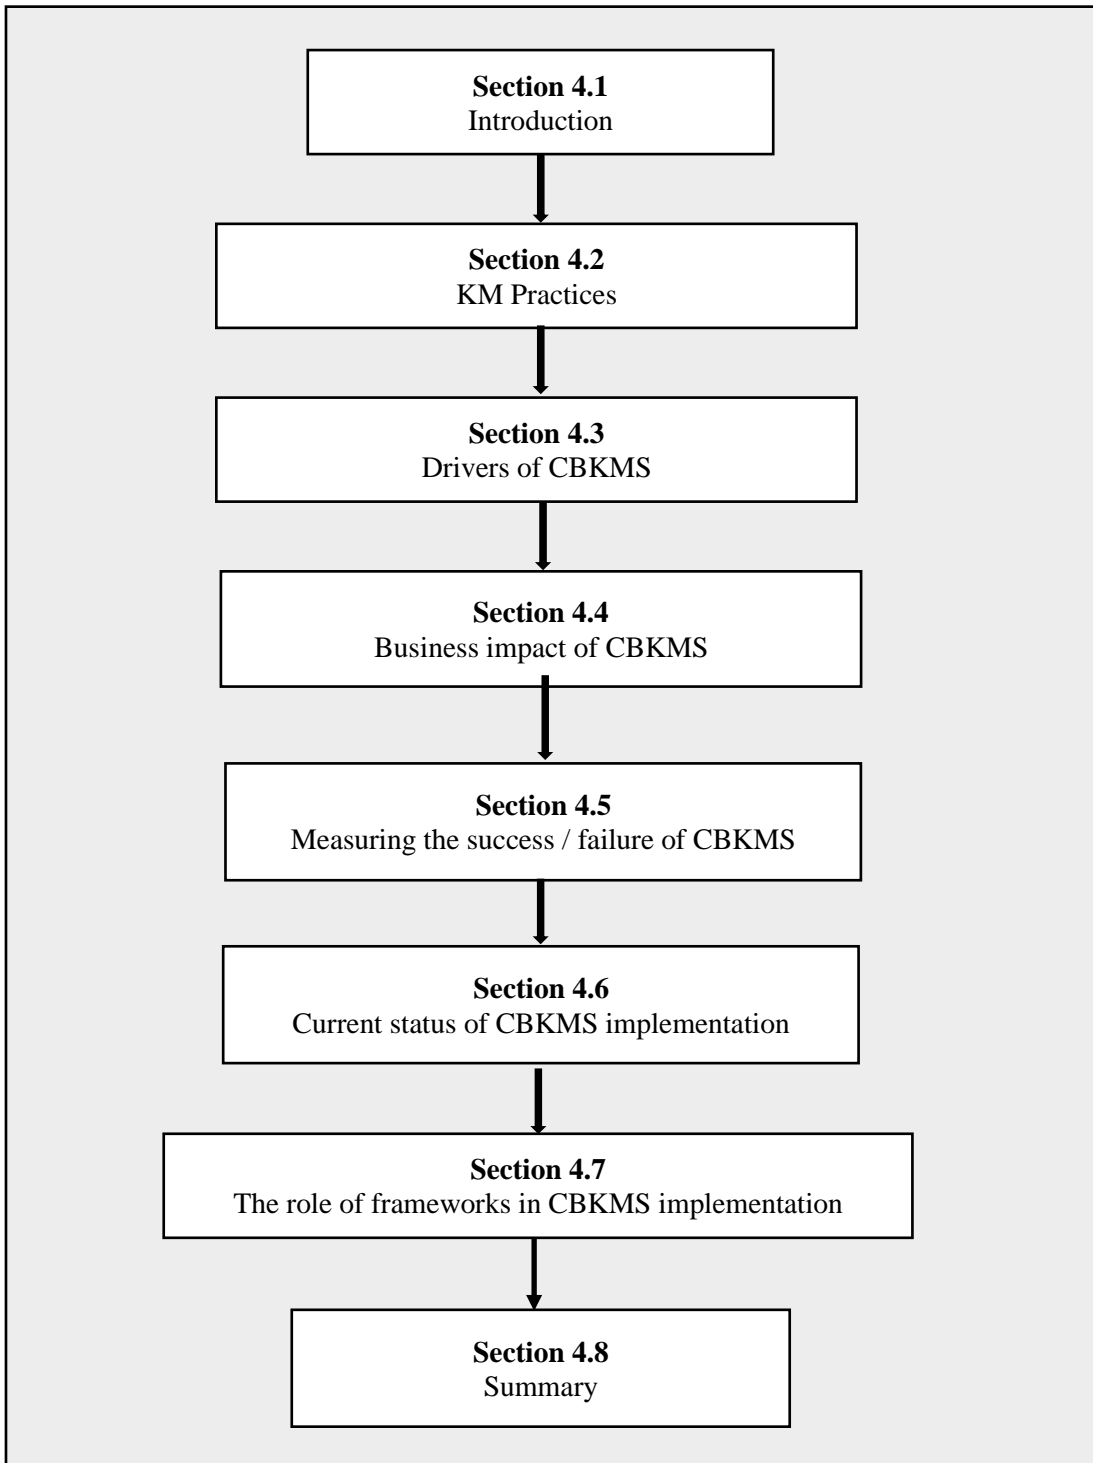 Section 4.1
Introduction
Section 4.2
KM Practices
Section 4.3
Drivers of CBKMS
Section 4.4
Business impact of CBKMS
Section 4.5
Measuring the success / failure of CBKMS
Section 4.6
Current status of CBKMS implementation
Section 4.7
The role of frameworks in CBKMS implementation
Section 4.8
Summary